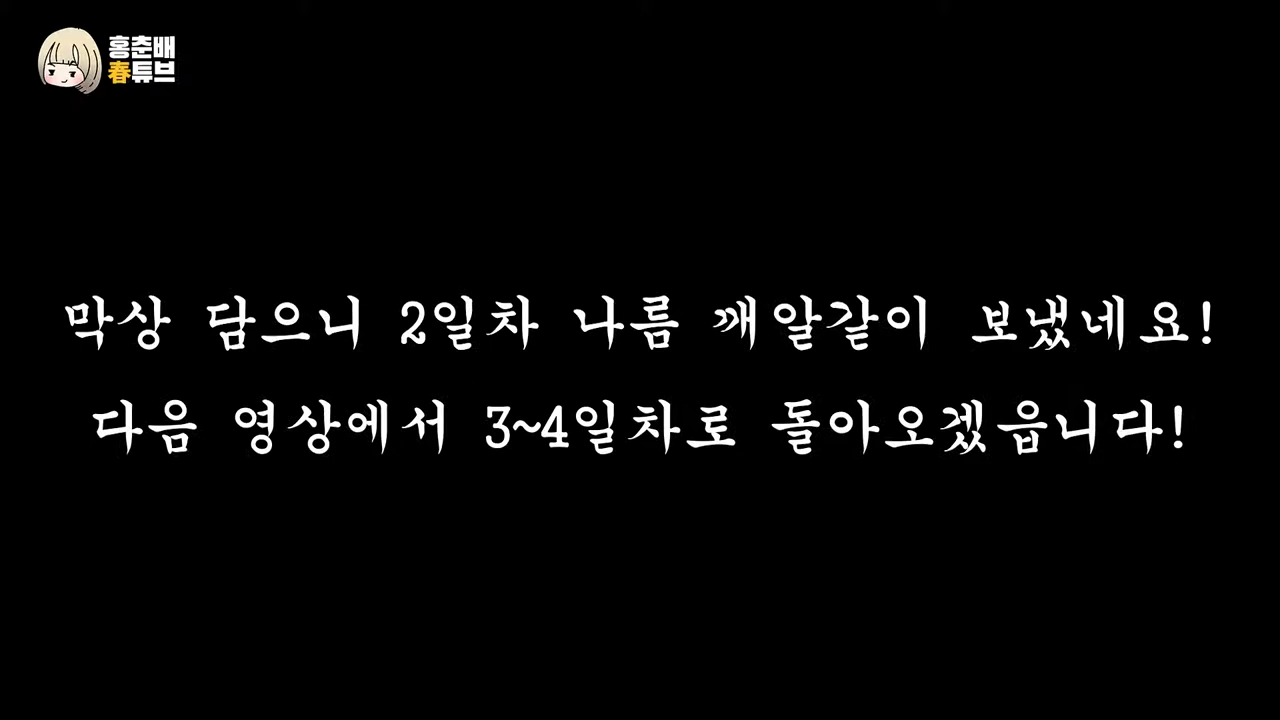 홍춘배
春튜브
막상 담으니 2일차 나름 깨알같이 보냈네요!
다음 영상에서 3~4일차로 돌아오겠읍니다!